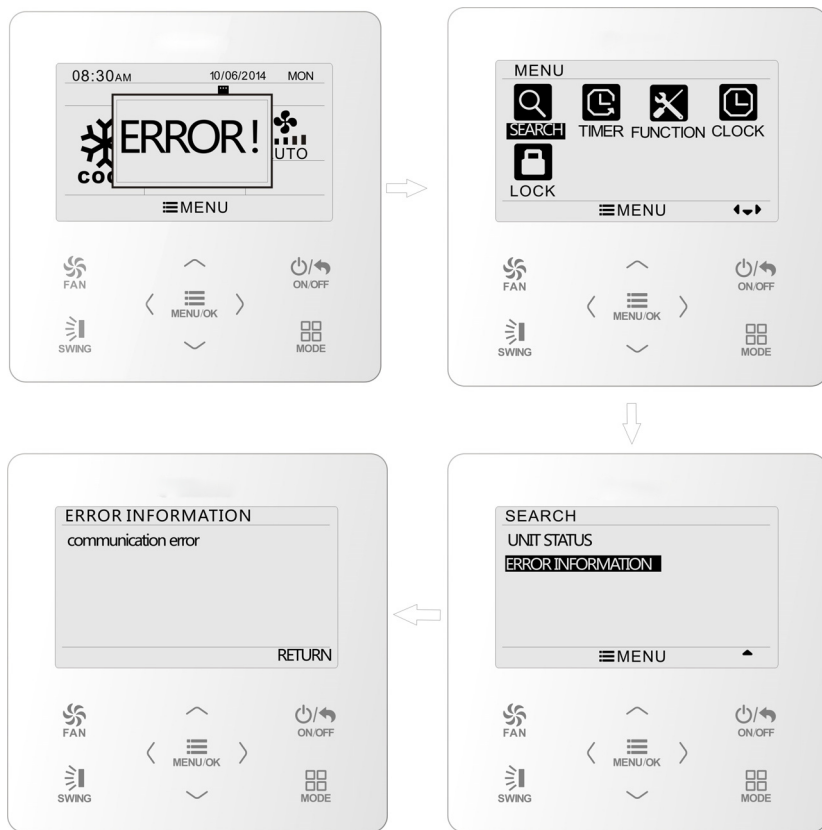 08:30AM 10/06/2014 MON
ERROR!
COO
UTO
MENU
FAN
MENU/OK
ON/OFF
SWING
MODE
MENU
SEARCH TIMER FUNCTION CLOCK
LOCK
MENU
FAN
MENU/OK
ON/OFF
SWING
MODE
ERROR INFORMATION
communication error
RETURN
FAN
MENU/OK
ON/OFF
SWING
MODE
SEARCH
UNIT STATUS
ERROR INFORMATION
MENU
FAN
MENU/OK
ON/OFF
SWING
MODE